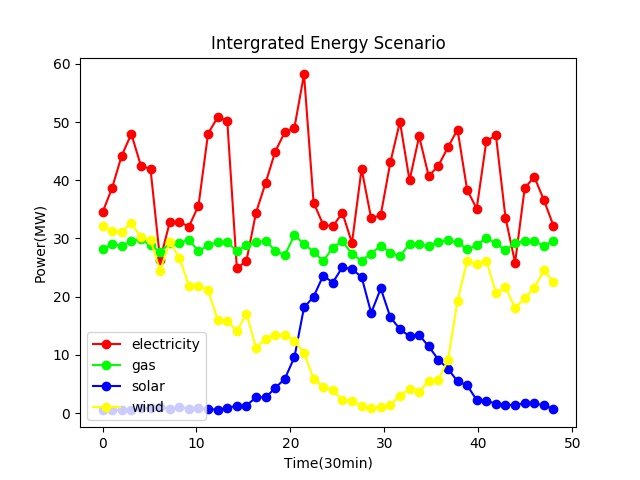 Intergrated Energy Scenario
Power(MW)
60
50
40
30
20
10
0
electricity
gas
solar
wind
0 10 20 30 40 50
Time(30min)